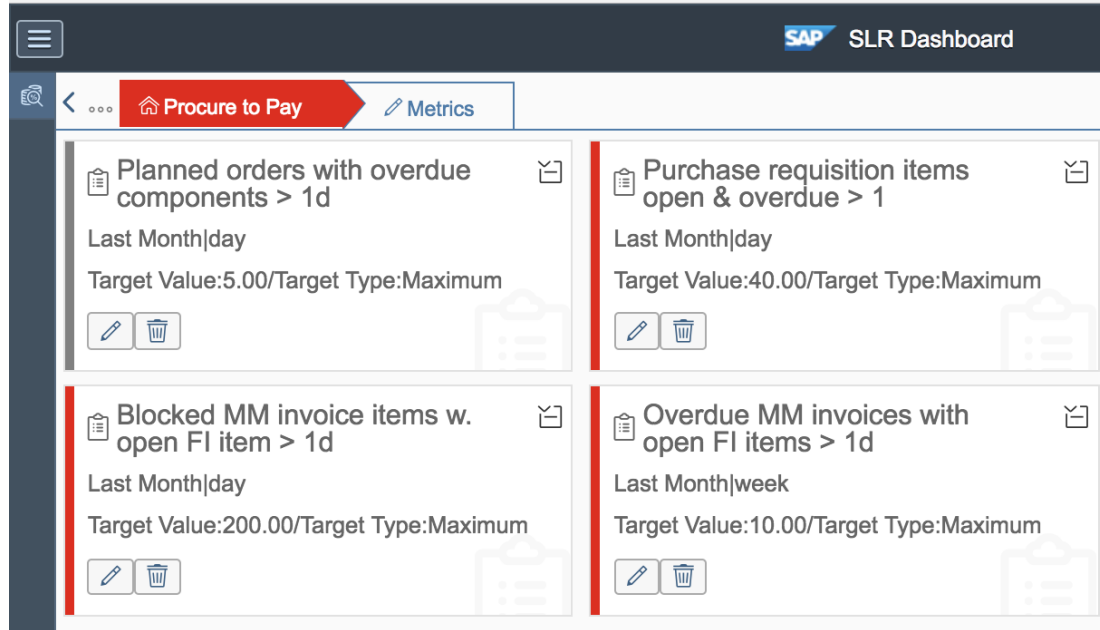 SAP SLR Dashboard
Procure to Pay
Metrics
Planned orders with overdue
components > 1d
Last Month|day
Target Value:5.00/Target Type:Maximum
Purchase requisition items
open & overdue > 1
Last Month|day
Target Value:40.00/Target Type:Maximum
Blocked MM invoice items w.
open FI item > 1d
Last Month|day
Target Value:200.00/Target Type:Maximum
Overdue MM invoices with
open FI items > 1d
Last Month|week
Target Value:10.00/Target Type:Maximum